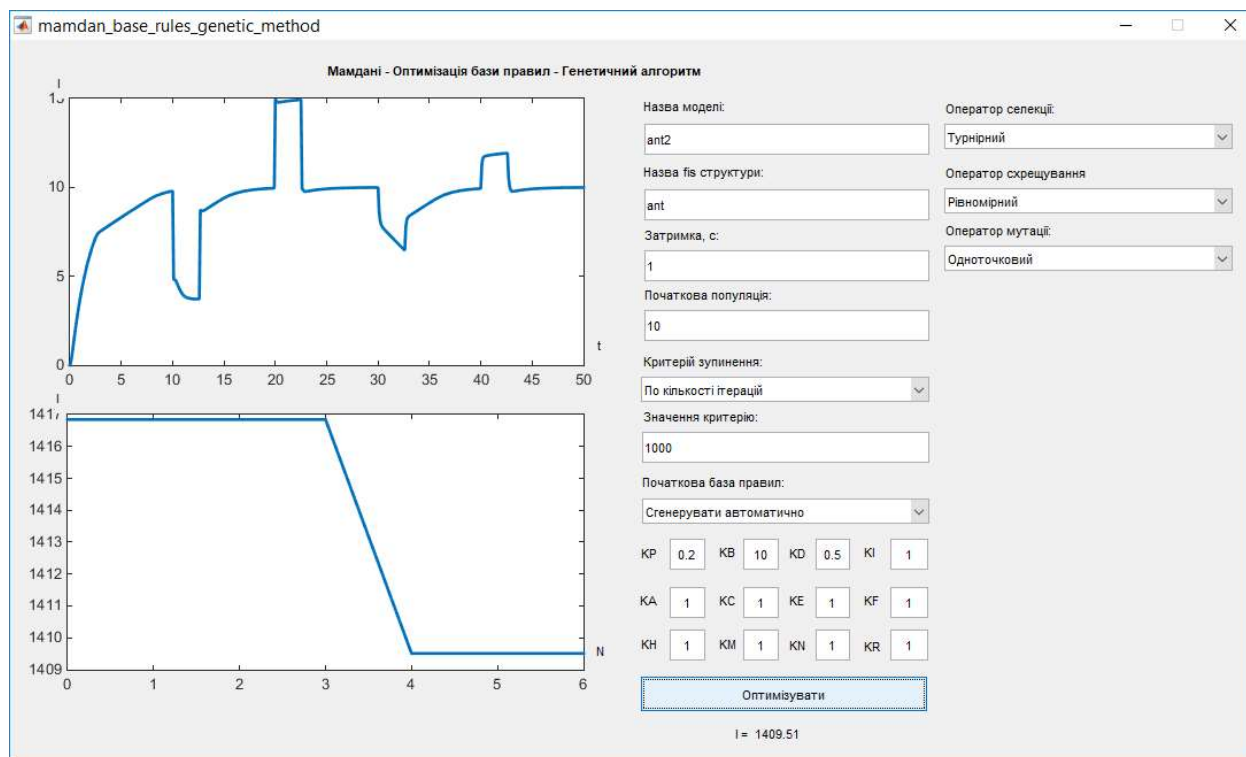 mamdan_base_rules_genetic_method
Мамдані - Оптимізація бази правил - Генетичний алгоритм
I
10
5
0
0 5 10 15 20 25 30 35 40 45 50
t
I
1417
1416
1415
1414
1413
1412
1411
1410
1409
0 1 2 3 4 5 6
N
Назва моделі:
ant2
Назва fis структури:
ant
Затримка, с:
1
Початкова популяція:
10
Критерій зупинення:
По кількості ітерацій
Значення критерію:
1000
Початкова база правил:
Сгенерувати автоматично
KP 0.2 KB 10 KD 0.5 KI 1
KA 1 KC 1 KE 1 KF 1
KH 1 KM 1 KN 1 KR 1
Оптимізувати
I = 1409.51
Оператор селекції:
Турнірний
Оператор схрещування
Рівномірний
Оператор мутації:
Одноточковий